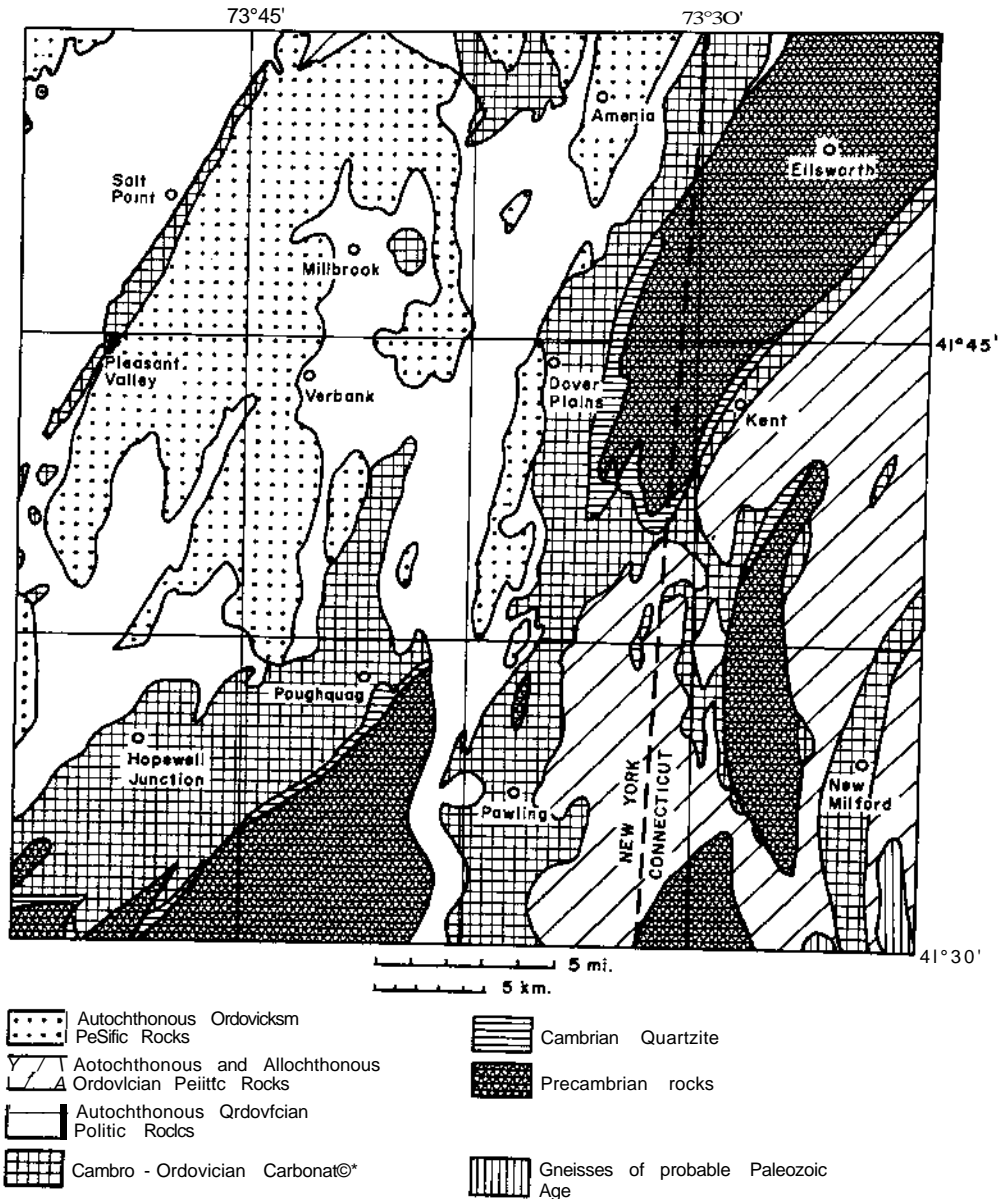 73°45'
73°30'
Amenia
Ellsworth
Salt
Point
Millbrook
41°45'
Pleasant
Valley
Verbank
Dover
Plains
Kent
Poughquag
Hopewell
Junction
Pawling
New
Milford
NEW YORK
CONNECTICUT
41°30'
5 mi.
5 km.
Autochthonous Ordovicksm
PeSific Rocks
Aotochthonous and Allochthonous
Ordovlcian Peiittc Rocks
Autochthonous Qrdovfcian
Politic Roclcs
Cambro - Ordovician Carbonat©*
Cambrian Quartzite
Precambrian rocks
Gneisses of probable Paleozoic
Age